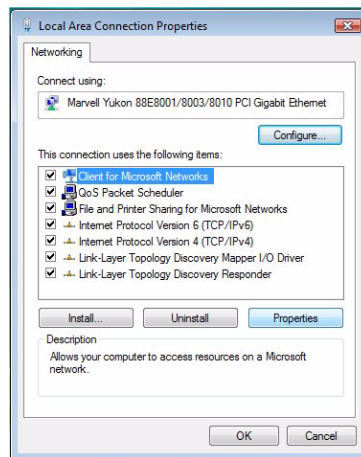 Local Area Connection Properties
Networking
Connect using:
Marvell Yukon 88E8001/8003/8010 PCI Gigabit Ethernet
Configure...
This connection uses the following items:
Client for Microsoft Networks
QoS Packet Scheduler
File and Printer Sharing for Microsoft Networks
Internet Protocol Version 6 (TCP/IPv6)
Internet Protocol Version 4 (TCP/IPv4)
Link-Layer Topology Discovery Mapper I/O Driver
Link-Layer Topology Discovery Responder
Install... Uninstall Properties
Description
Allows your computer to access resources on a Microsoft
network.
OK Cancel